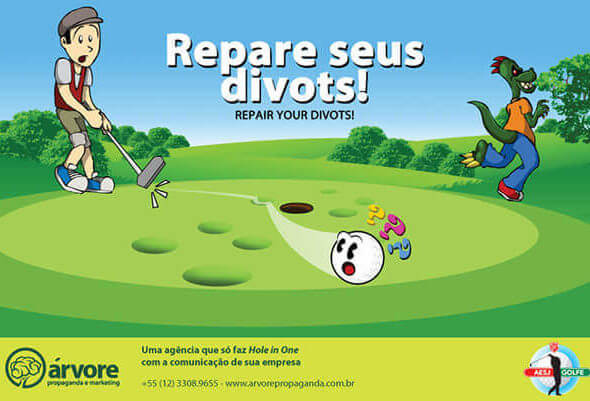 Repare seus
divots!
REPAIR YOUR DIVOTS!
? ? ?
árvore
propaganda e marketing
Uma agência que só faz Hole in One
com a comunicação de sua empresa
+55 (12) 3308.9655 - www.arvorepropaganda.com.br
AESJ GOLFE